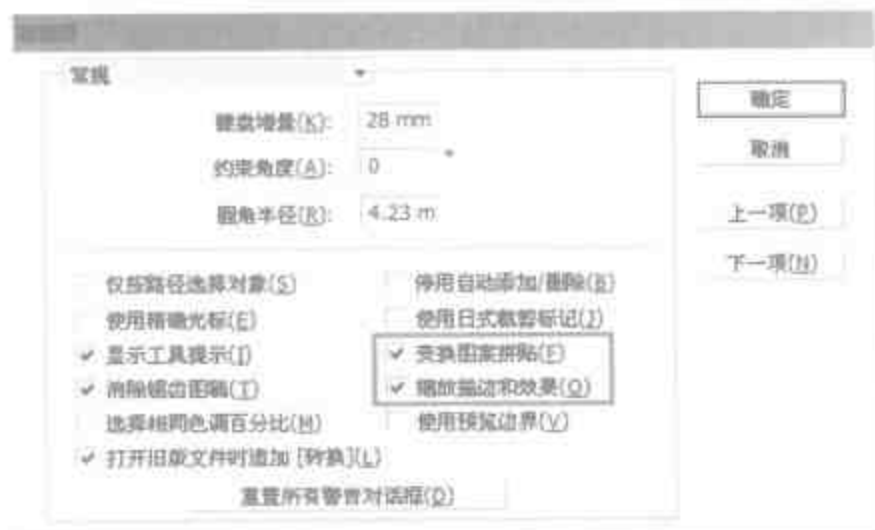 常规
确定
键盘增量(K): 28 mm
取消
约束角度(A): 0
圆角半径(R): 4.23 m
上一项(P)
下一项(N)
仅按路径选择对象(S) 停用自动添加/删除(B)
使用精确光标(E) 使用日式裁剪标记(J)
显示工具提示(I) 变换图案拼贴(F)
消除锯齿图稿(T) 缩放描边和效果(O)
选择相同色调百分比(M) 使用预览边界(V)
打开旧版文件时追加 [转换](L)
重置所有警告对话框(D)